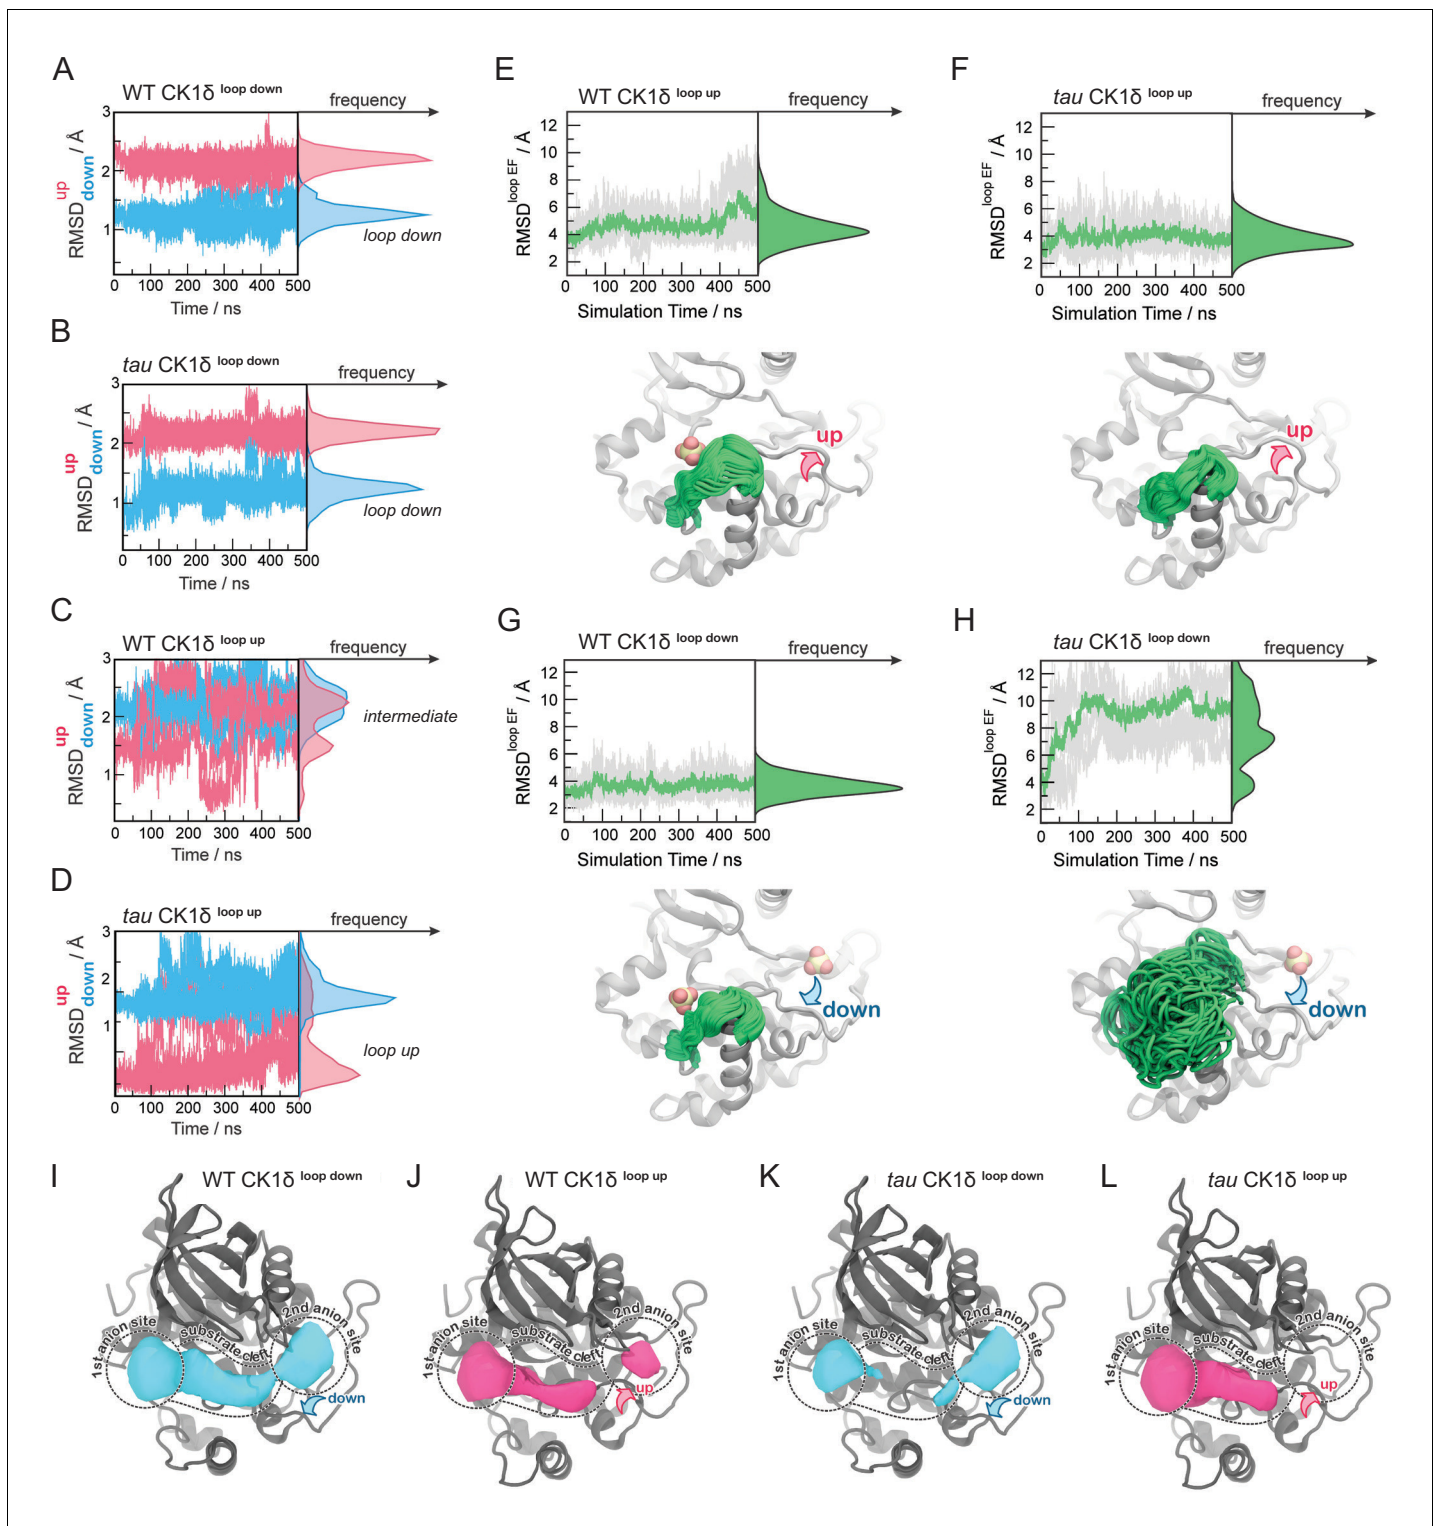 A
WT CK1δ loop down
frequency
RMSD up down / Å
3
2
1
loop down
0 100 200 300 400 500
Time / ns
B
tau CK1δ loop down
frequency
RMSD up down / Å
3
2
1
loop down
0 100 200 300 400 500
Time / ns
C
WT CK1δ loop up
frequency
RMSD up down / Å
3
2
1
intermediate
0 100 200 300 400 500
Time / ns
D
tau CK1δ loop up
frequency
RMSD up down / Å
3
2
1
loop up
0 100 200 300 400 500
Time / ns
E
WT CK1δ loop up
frequency
RMSD loop EF / Å
12
10
8
6
4
2
0 100 200 300 400 500
Simulation Time / ns
up
F
tau CK1δ loop up
frequency
RMSD loop EF / Å
12
10
8
6
4
2
0 100 200 300 400 500
Simulation Time / ns
up
G
WT CK1δ loop down
frequency
RMSD loop EF / Å
12
10
8
6
4
2
0 100 200 300 400 500
Simulation Time / ns
down
H
tau CK1δ loop down
frequency
RMSD loop EF / Å
12
10
8
6
4
2
0 100 200 300 400 500
Simulation Time / ns
down
I
WT CK1δ loop down
1st anion site
substrate cleft
2nd anion site
down
J
WT CK1δ loop up
1st anion site
substrate cleft
2nd anion site
up
K
tau CK1δ loop down
1st anion site
substrate cleft
2nd anion site
down
L
tau CK1δ loop up
1st anion site
substrate cleft
2nd anion site
up